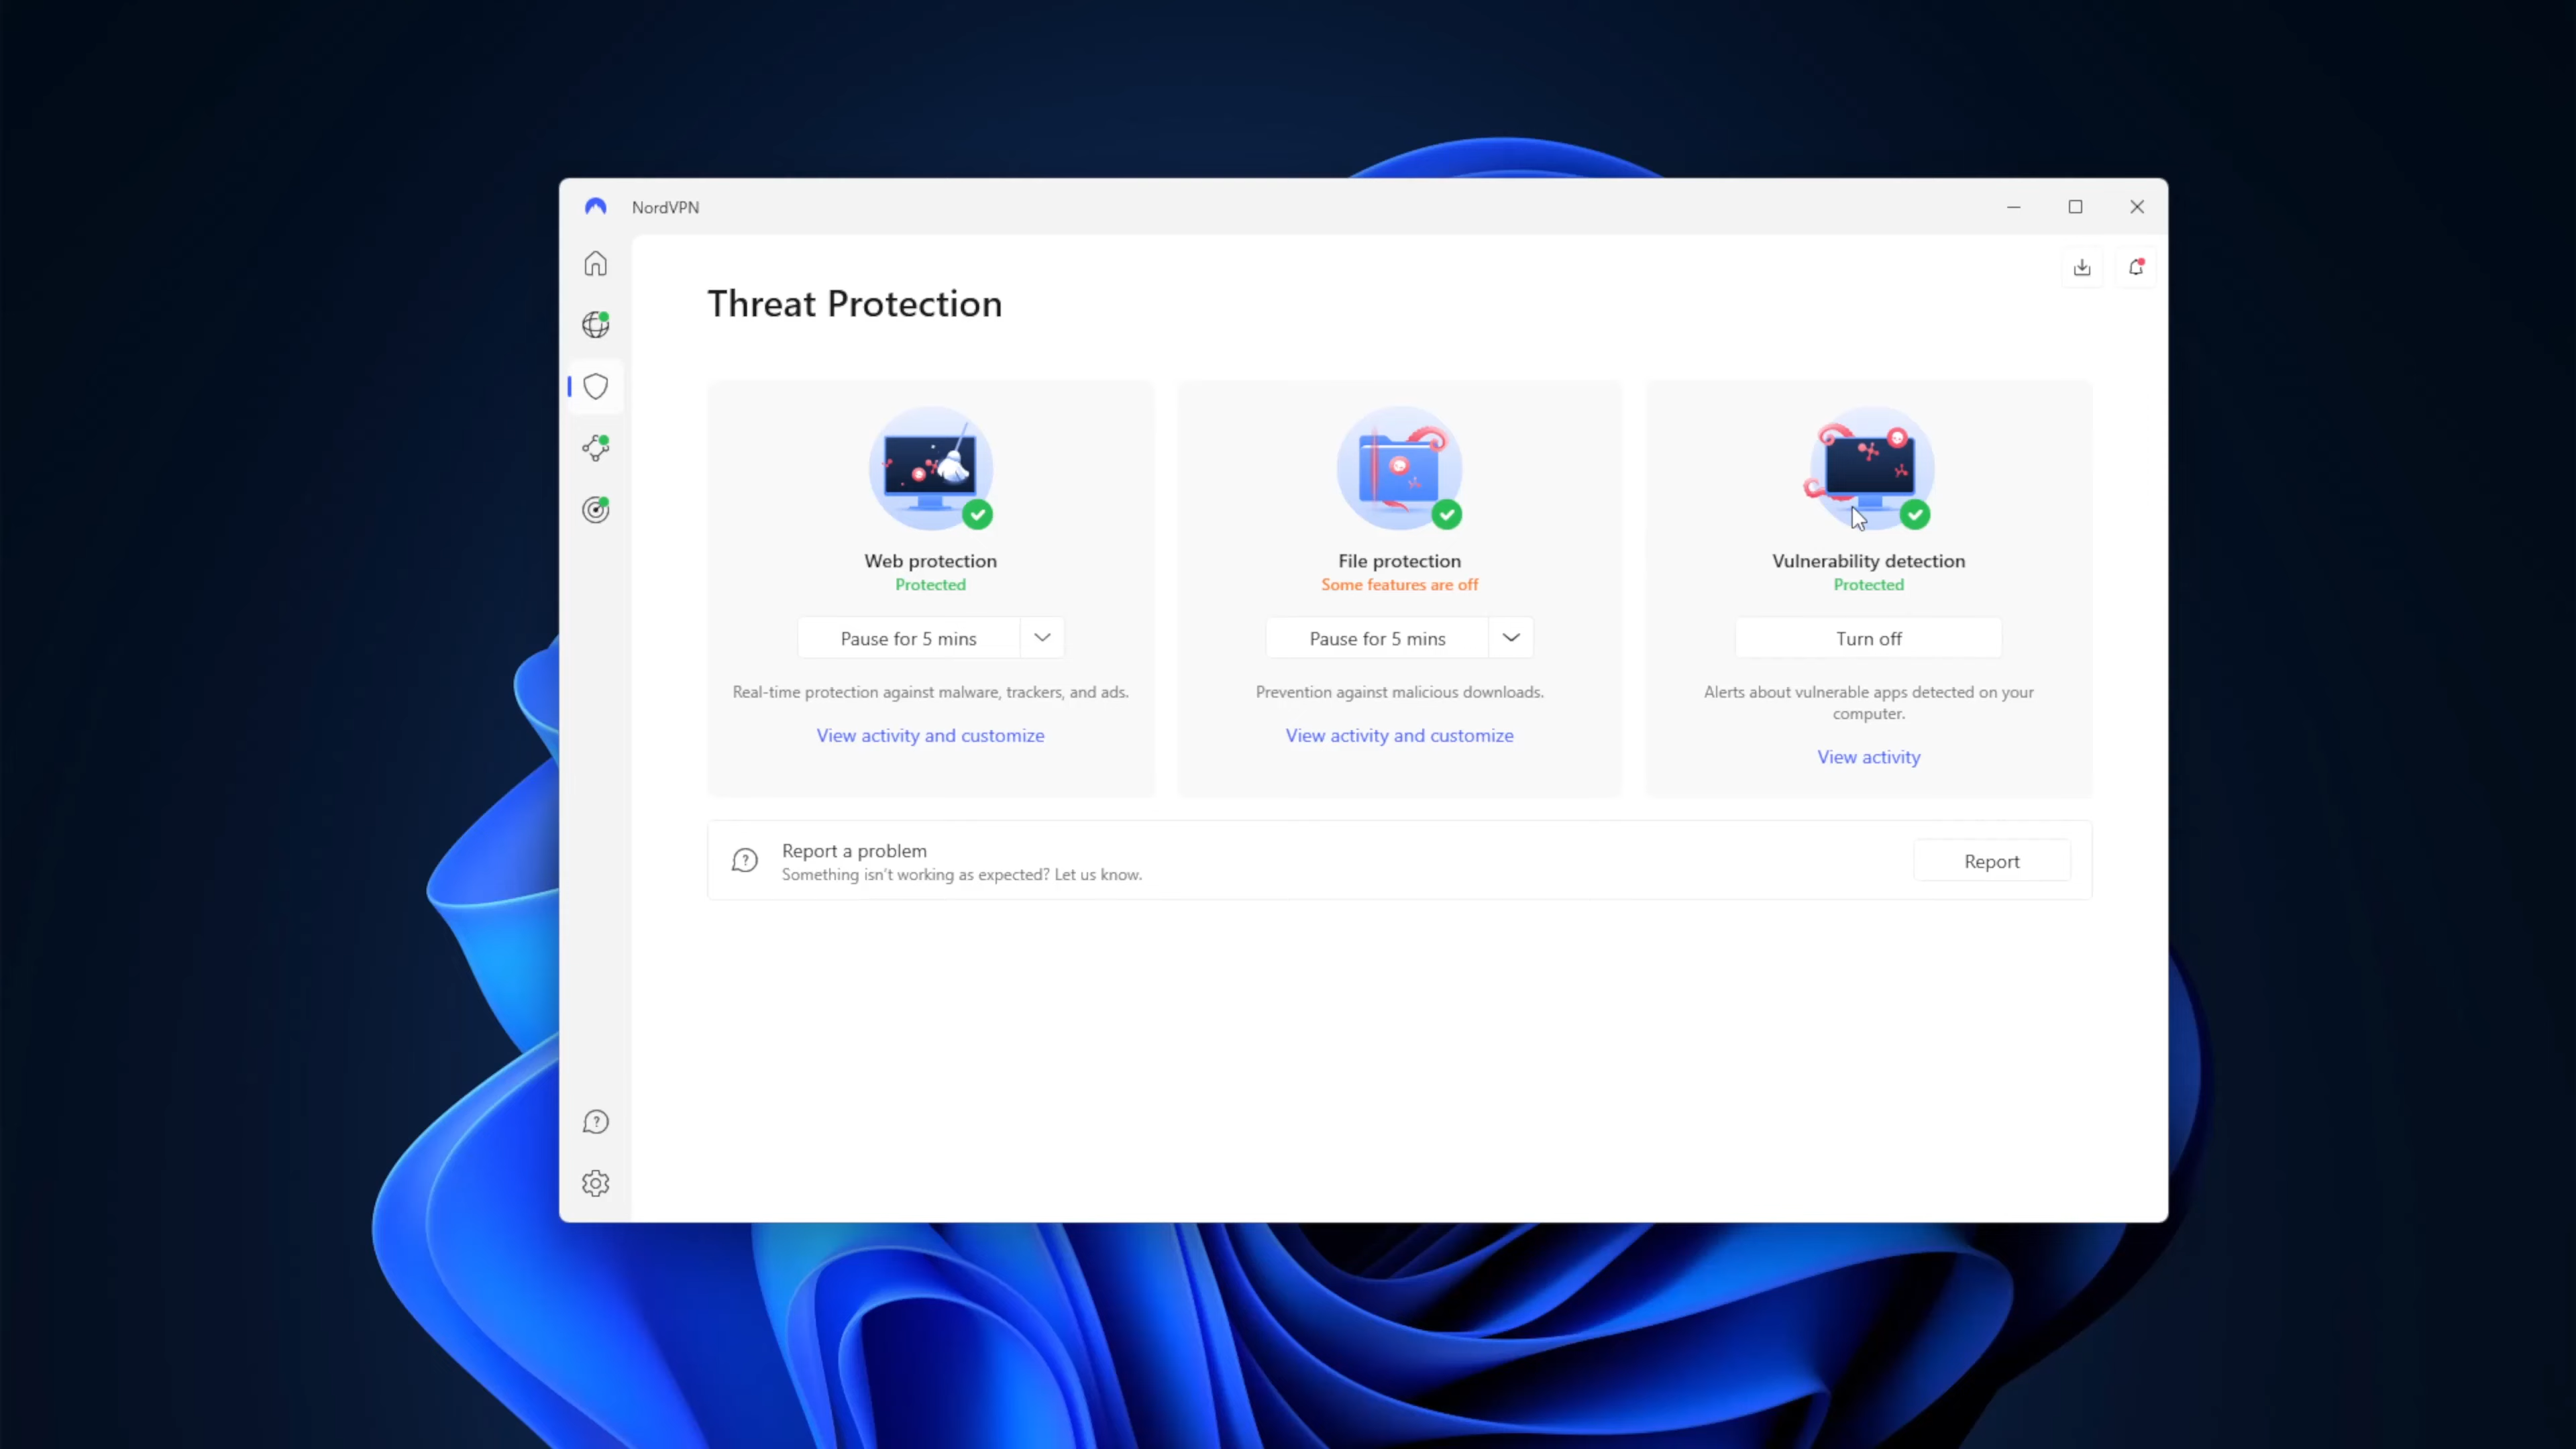 NordVPN
Threat Protection
Web protection
Protected
Pause for 5 mins
Real-time protection against malware, trackers, and ads.
View activity and customize
File protection
Some features are off
Pause for 5 mins
Prevention against malicious downloads.
View activity and customize
Vulnerability detection
Protected
Turn off
Alerts about vulnerable apps detected on your
computer.
View activity
Report a problem
Something isn't working as expected? Let us know.
Report